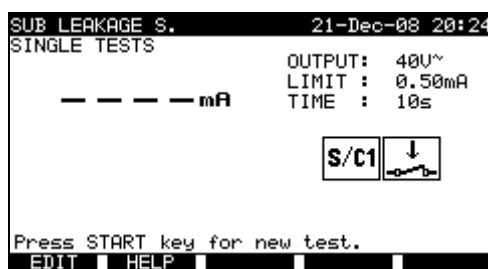 SUB LEAKAGE S. 21-Dec-08 20:24
SINGLE TESTS
OUTPUT: 40V~
LIMIT : 0.50mA
TIME : 10s
– – – – mA
S/C1
Press START key for new test.
EDIT HELP